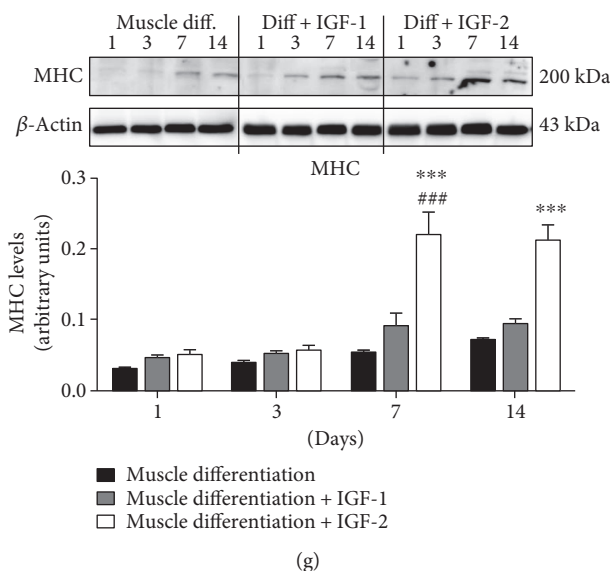 Muscle diff. Diff + IGF-1 Diff + IGF-2
1 3 7 14 1 3 7 14 1 3 7 14
MHC 200 kDa
β-Actin 43 kDa
MHC
0.3
0.2
0.1
0.0
MHC levels
(arbitrary units)
***
###
***
1 3 7 14
(Days)
Muscle differentiation
Muscle differentiation + IGF-1
Muscle differentiation + IGF-2
(g)